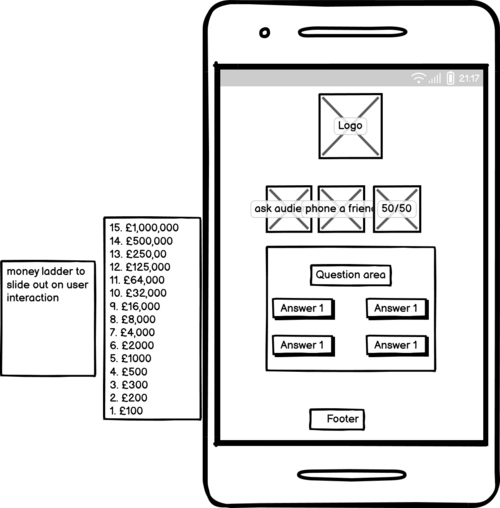 21:17
Logo
ask audie phone a friend 50/50
15. £1,000,000
14. £500,000
13. £250,00
12. £125,000
11. £64,000
10. £32,000
9. £16,000
8. £8,000
7. £4,000
6. £2000
5. £1000
4. £500
3. £300
2. £200
1. £100
money ladder to
slide out on user
interaction
Question area
Answer 1 Answer 1
Answer 1 Answer 1
Footer